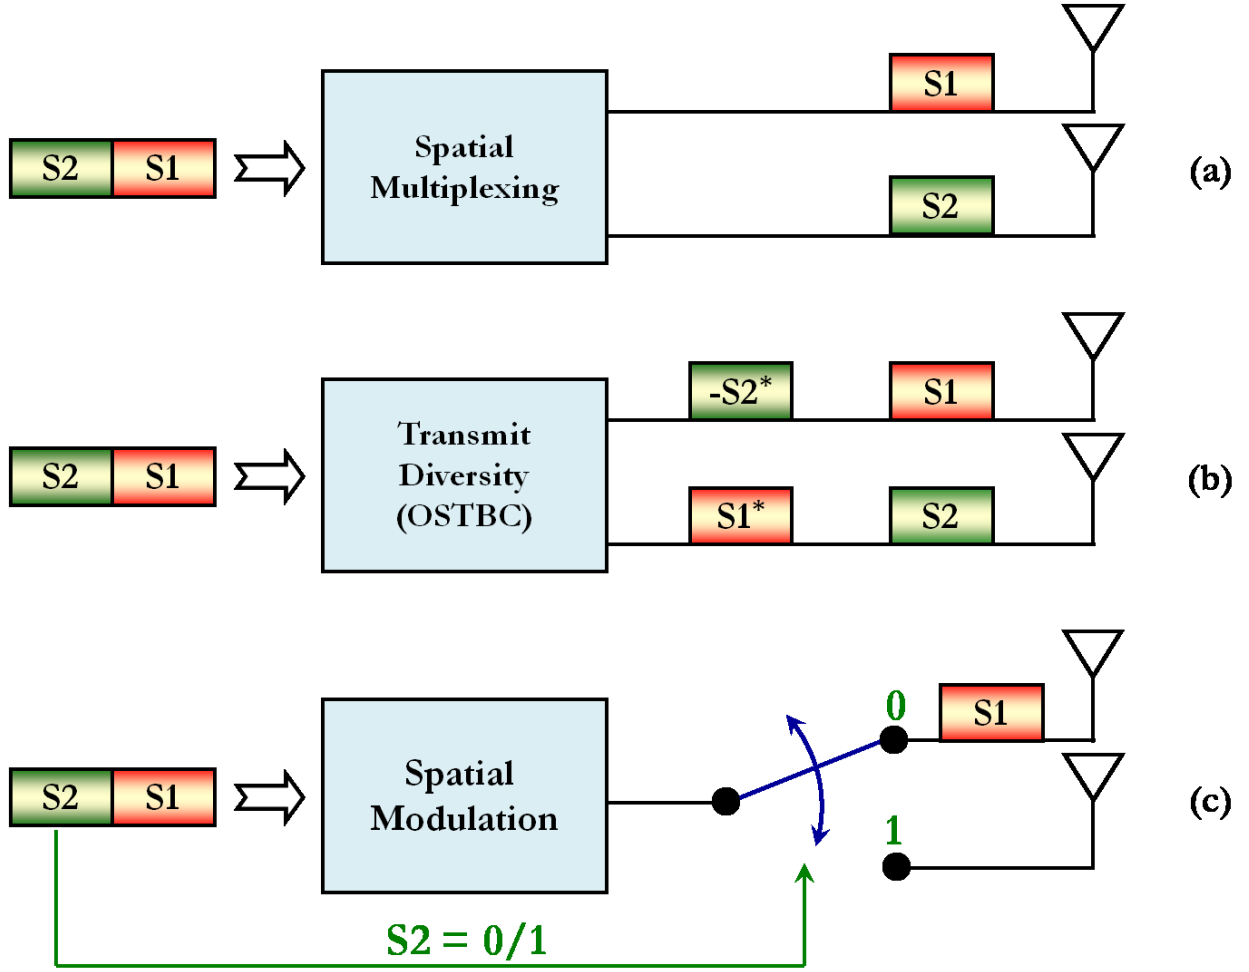 S2 S1
Spatial
Multiplexing
S1
S2
(a)
S2 S1
Transmit
Diversity
(OSTBC)
-S2* S1
S1* S2
(b)
S2 S1
Spatial
Modulation
0
S1
1
(c)
S2 = 0/1